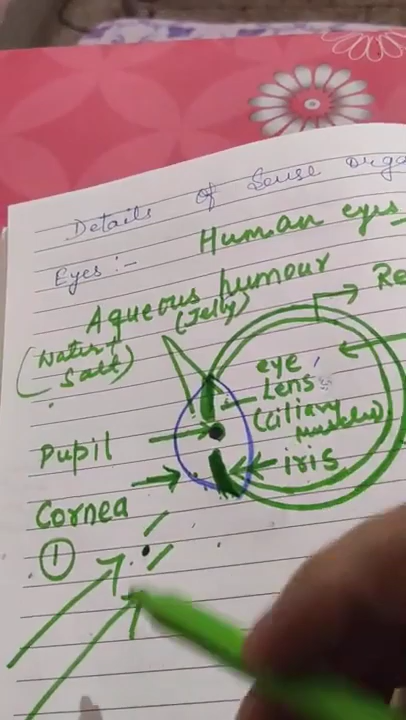 Details of Sense Orga
Human eyes
Eyes :-
Aqueous humour
(Jelly)
(Water +
Salt)
Re
eye
Lens
(ciliary
muscles)
Pupil
iris
Cornea
①